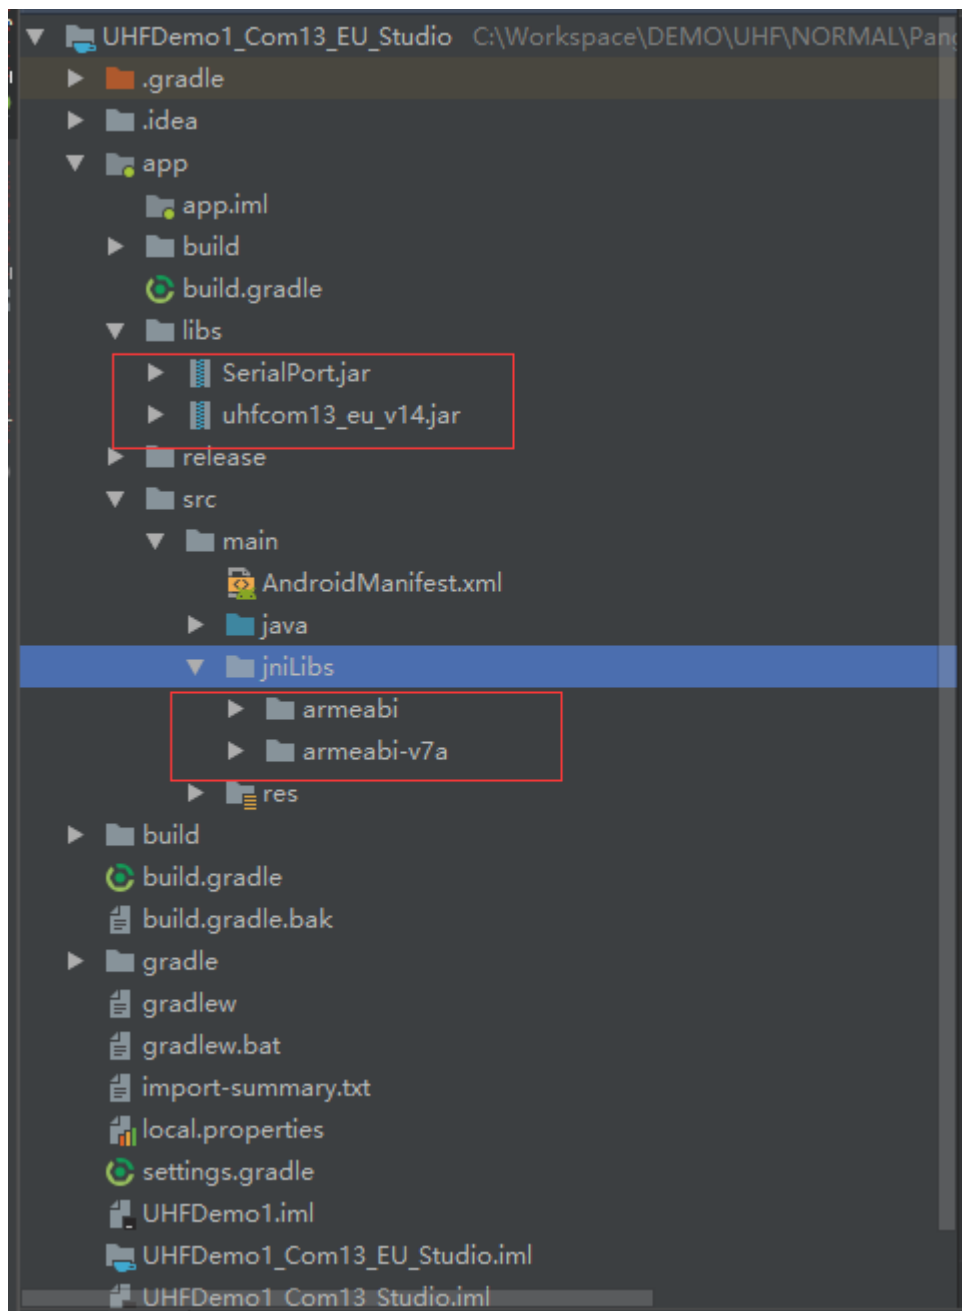 UHFDemo1_Com13_EU_Studio C:\Workspace\DEMO\UHF\NORMAL\Pang
.gradle
.idea
app
app.iml
build
build.gradle
libs
SerialPort.jar
uhfcom13_eu_v14.jar
release
src
main
AndroidManifest.xml
java
jniLibs
armeabi
armeabi-v7a
res
build
build.gradle
build.gradle.bak
gradle
gradlew
gradlew.bat
import-summary.txt
local.properties
settings.gradle
UHFDemo1.iml
UHFDemo1_Com13_EU_Studio.iml
UHFDemo1_Com13_Studio.iml